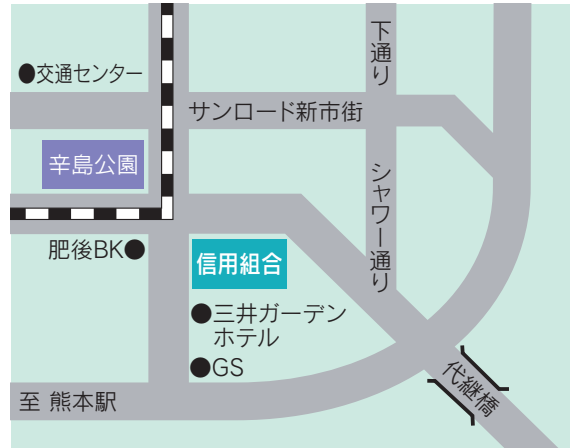 下通り
●交通センター
サンロード新市街
辛島公園
シャワー通り
肥後BK●
信用組合
●三井ガーデン
ホテル
●GS
代継橋
至 熊本駅